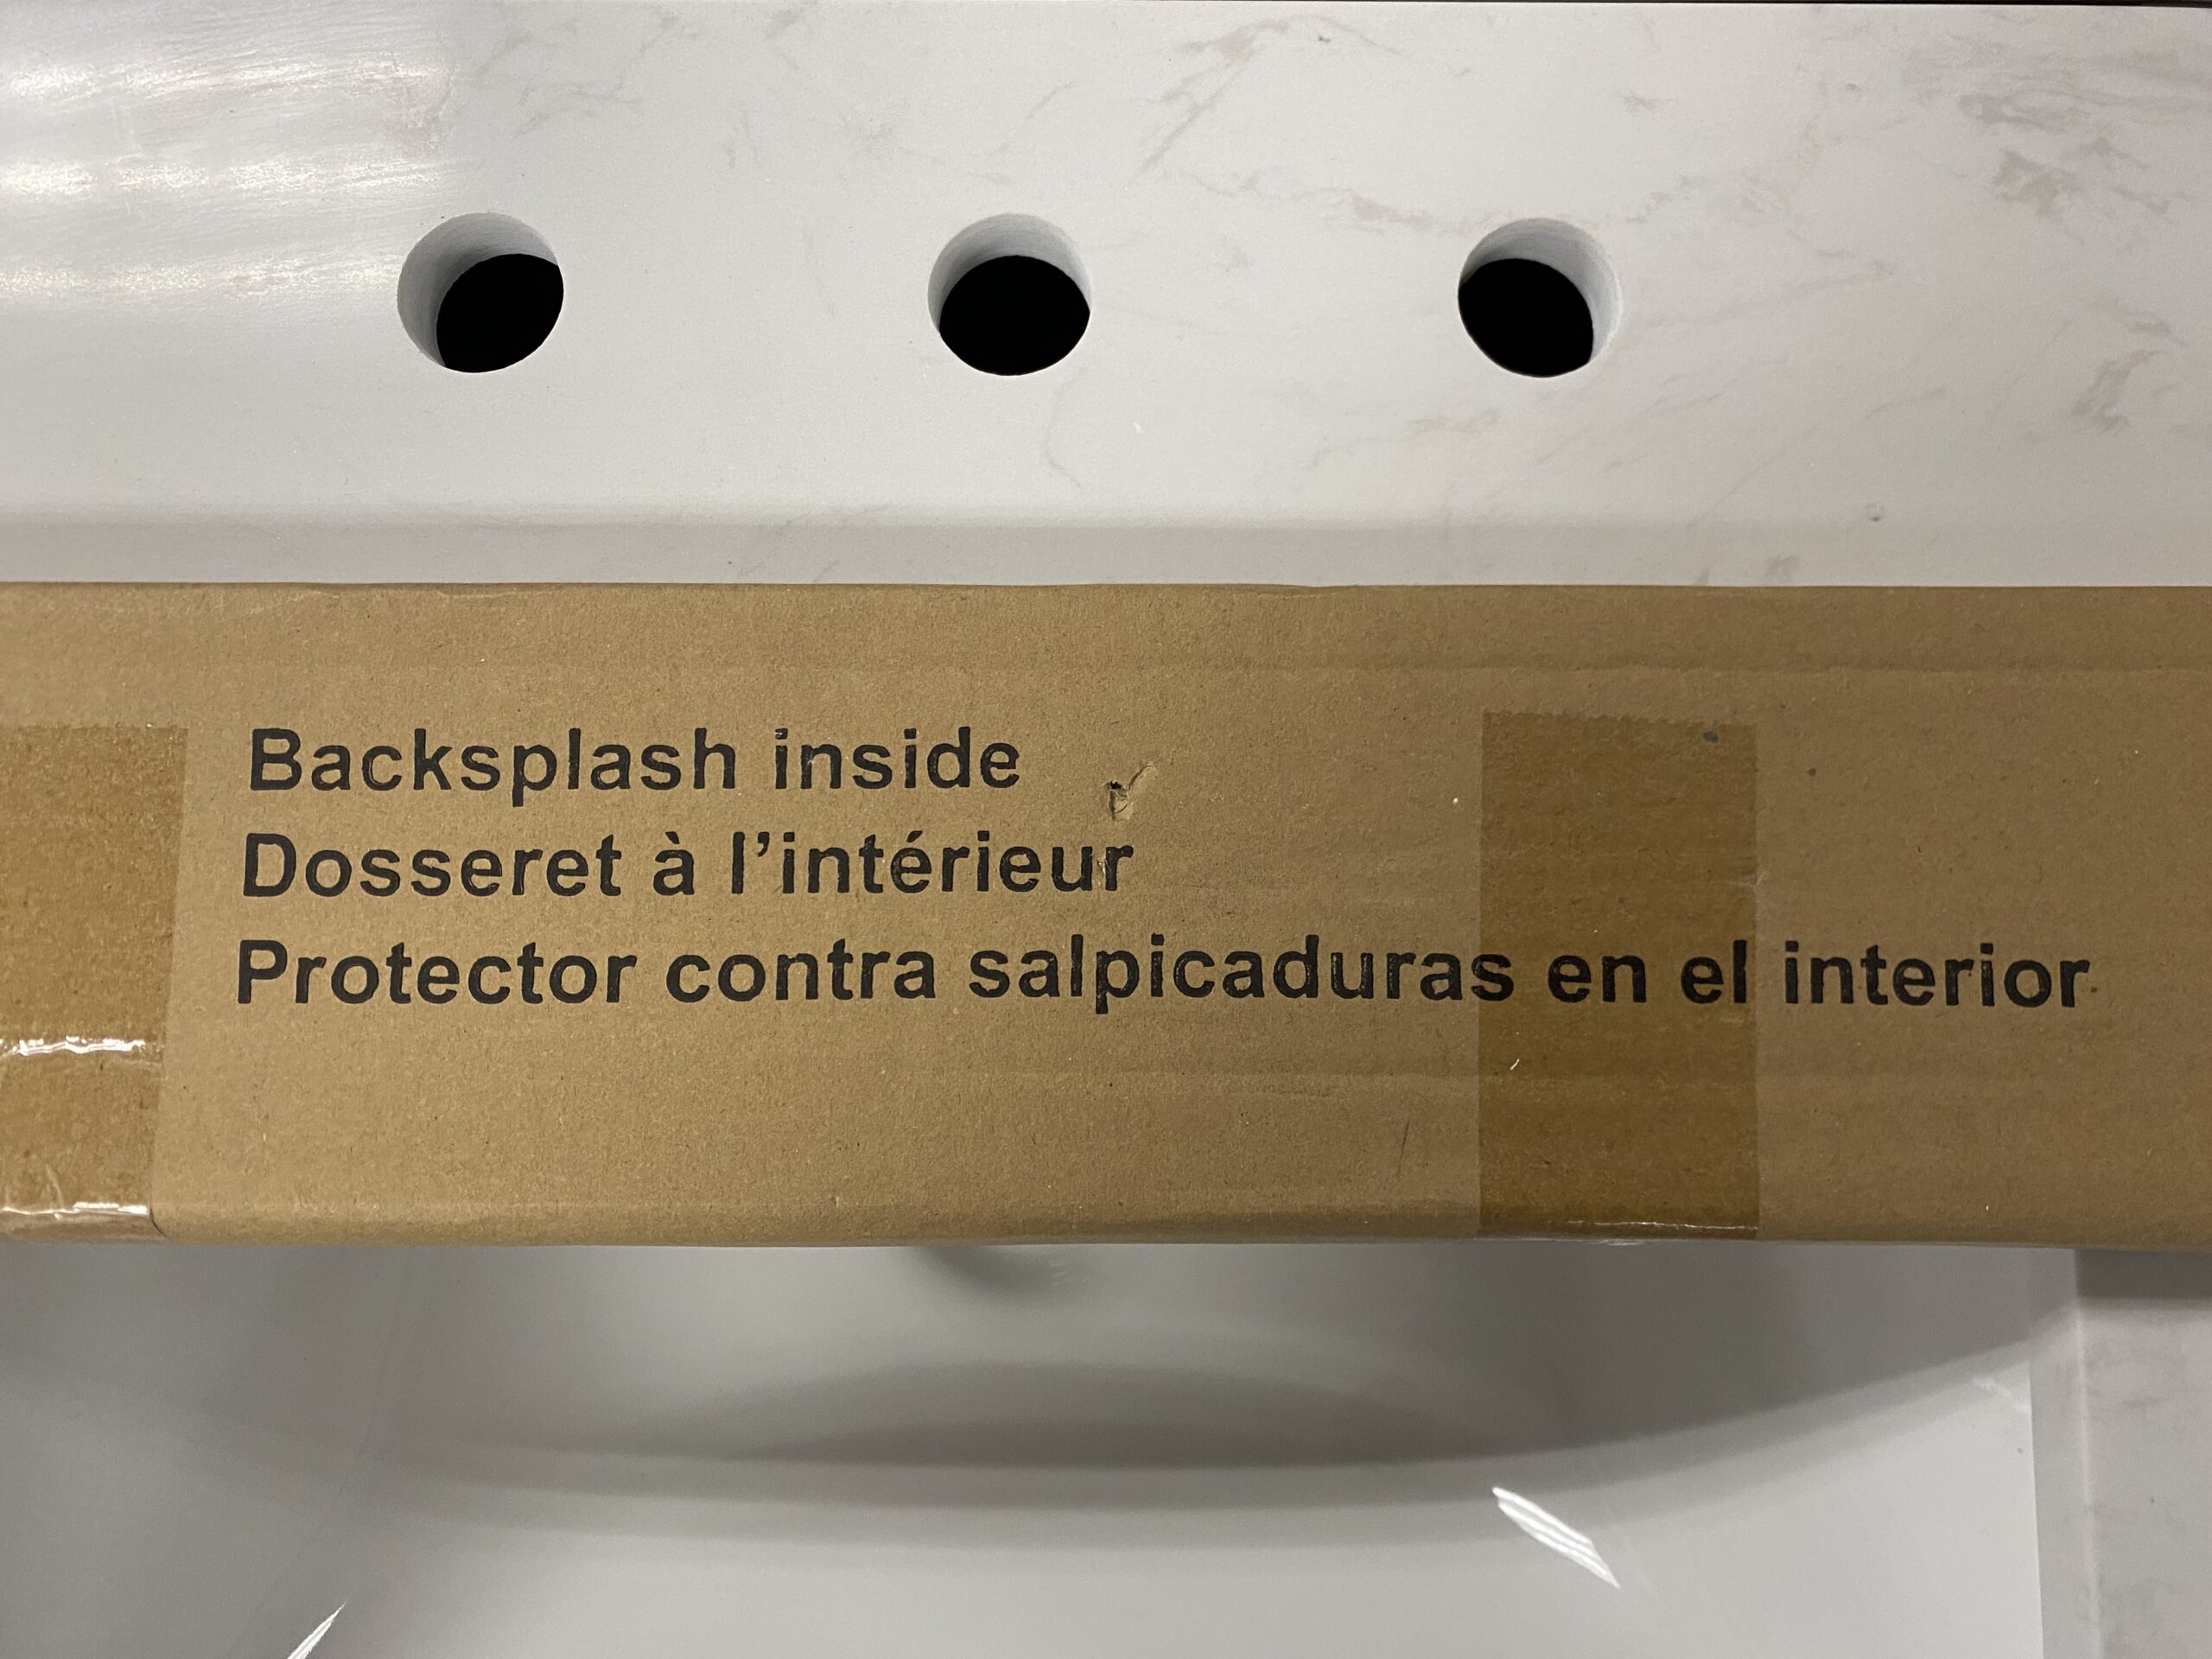 Backsplash inside
Dosseret à l’intérieur
Protector contra salpicaduras en el interior